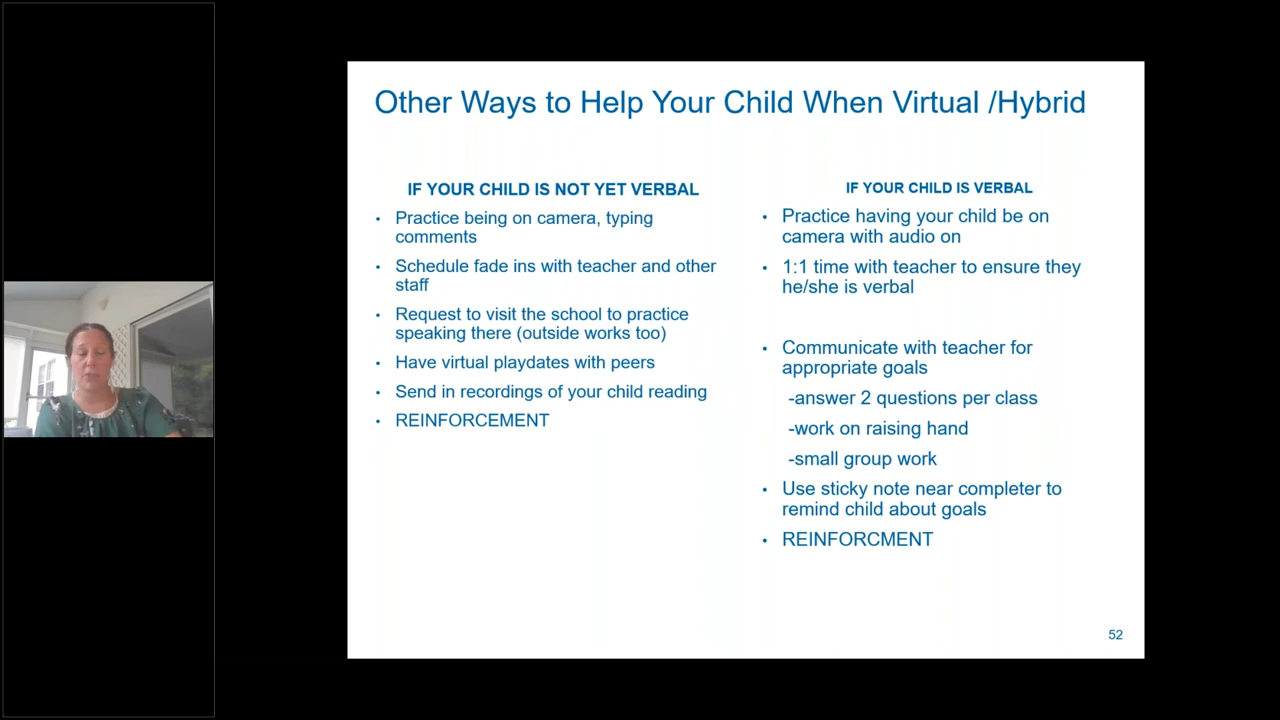 Other Ways to Help Your Child When Virtual /Hybrid
IF YOUR CHILD IS NOT YET VERBAL
• Practice being on camera, typing
comments
• Schedule fade ins with teacher and other
staff
• Request to visit the school to practice
speaking there (outside works too)
• Have virtual playdates with peers
• Send in recordings of your child reading
• REINFORCEMENT
IF YOUR CHILD IS VERBAL
• Practice having your child be on
camera with audio on
• 1:1 time with teacher to ensure they
he/she is verbal
• Communicate with teacher for
appropriate goals
-answer 2 questions per class
-work on raising hand
-small group work
• Use sticky note near completer to
remind child about goals
• REINFORCMENT
52